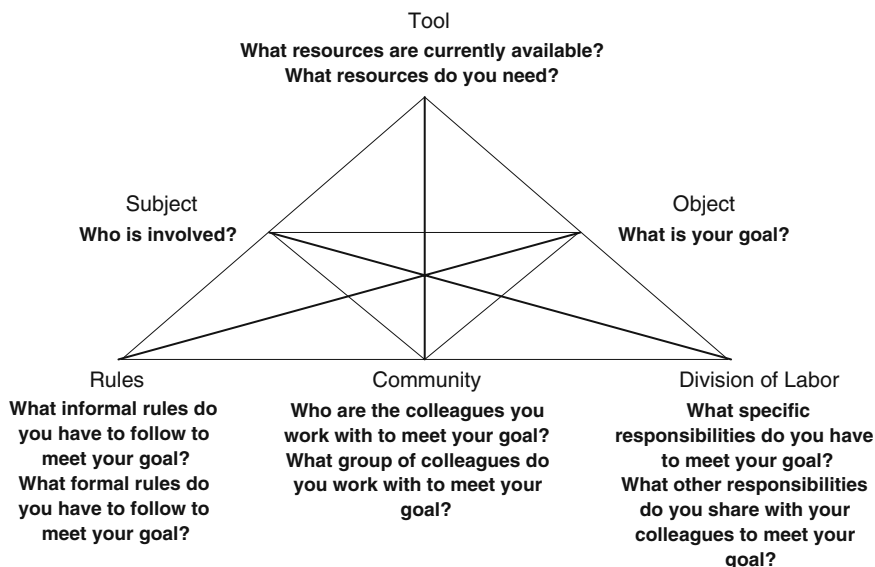 Tool
What resources are currently available?
What resources do you need?
Subject
Who is involved?
Object
What is your goal?
Rules
What informal rules do
you have to follow to
meet your goal?
What formal rules do
you have to follow to
meet your goal?
Community
Who are the colleagues you
work with to meet your goal?
What group of colleagues do
you work with to meet your
goal?
Division of Labor
What specific
responsibilities do you have
to meet your goal?
What other responsibilities
do you share with your
colleagues to meet your
goal?